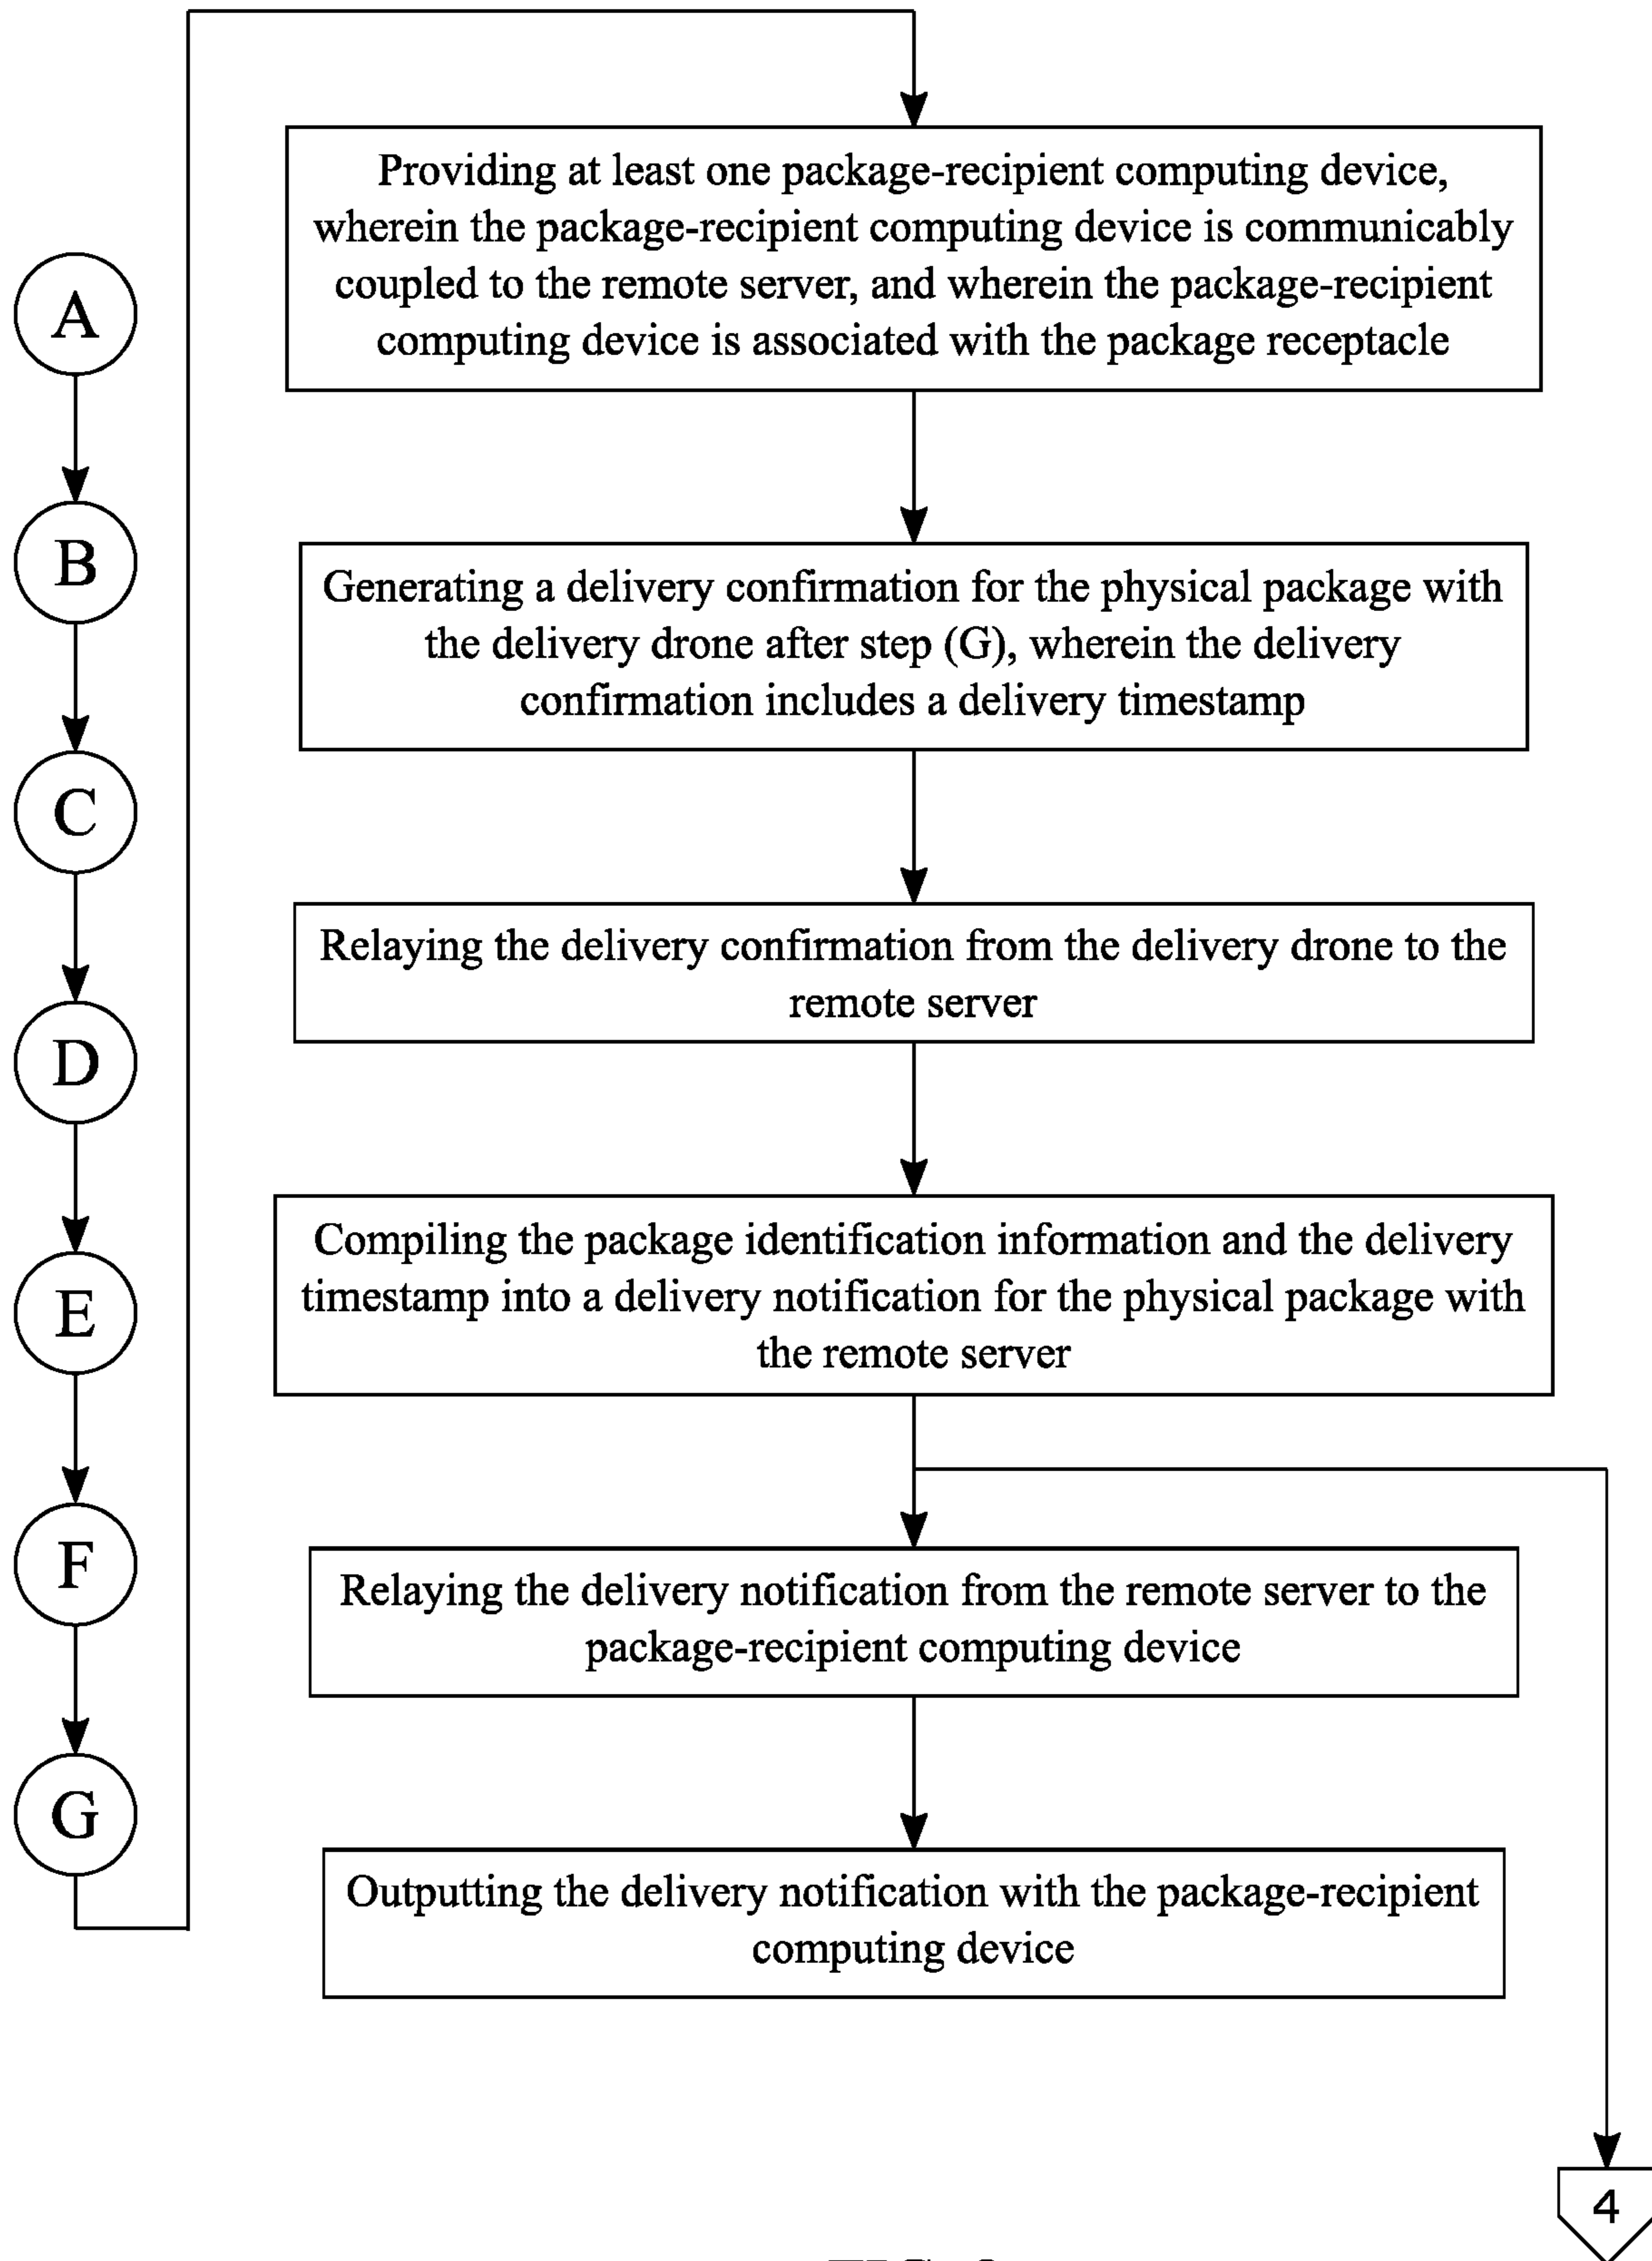 A
B
C
D
E
F
G
Providing at least one package-recipient computing device,
wherein the package-recipient computing device is communicably
coupled to the remote server, and wherein the package-recipient
computing device is associated with the package receptacle
Generating a delivery confirmation for the physical package with
the delivery drone after step (G), wherein the delivery
confirmation includes a delivery timestamp
Relaying the delivery confirmation from the delivery drone to the
remote server
Compiling the package identification information and the delivery
timestamp into a delivery notification for the physical package with
the remote server
Relaying the delivery notification from the remote server to the
package-recipient computing device
Outputting the delivery notification with the package-recipient
computing device
4